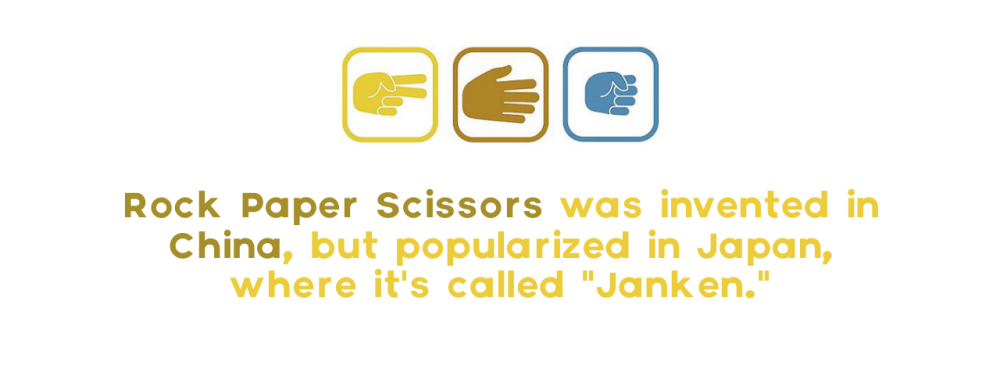 Rock Paper Scissors was invented in
China, but popularized in Japan,
where it's called "Janken."